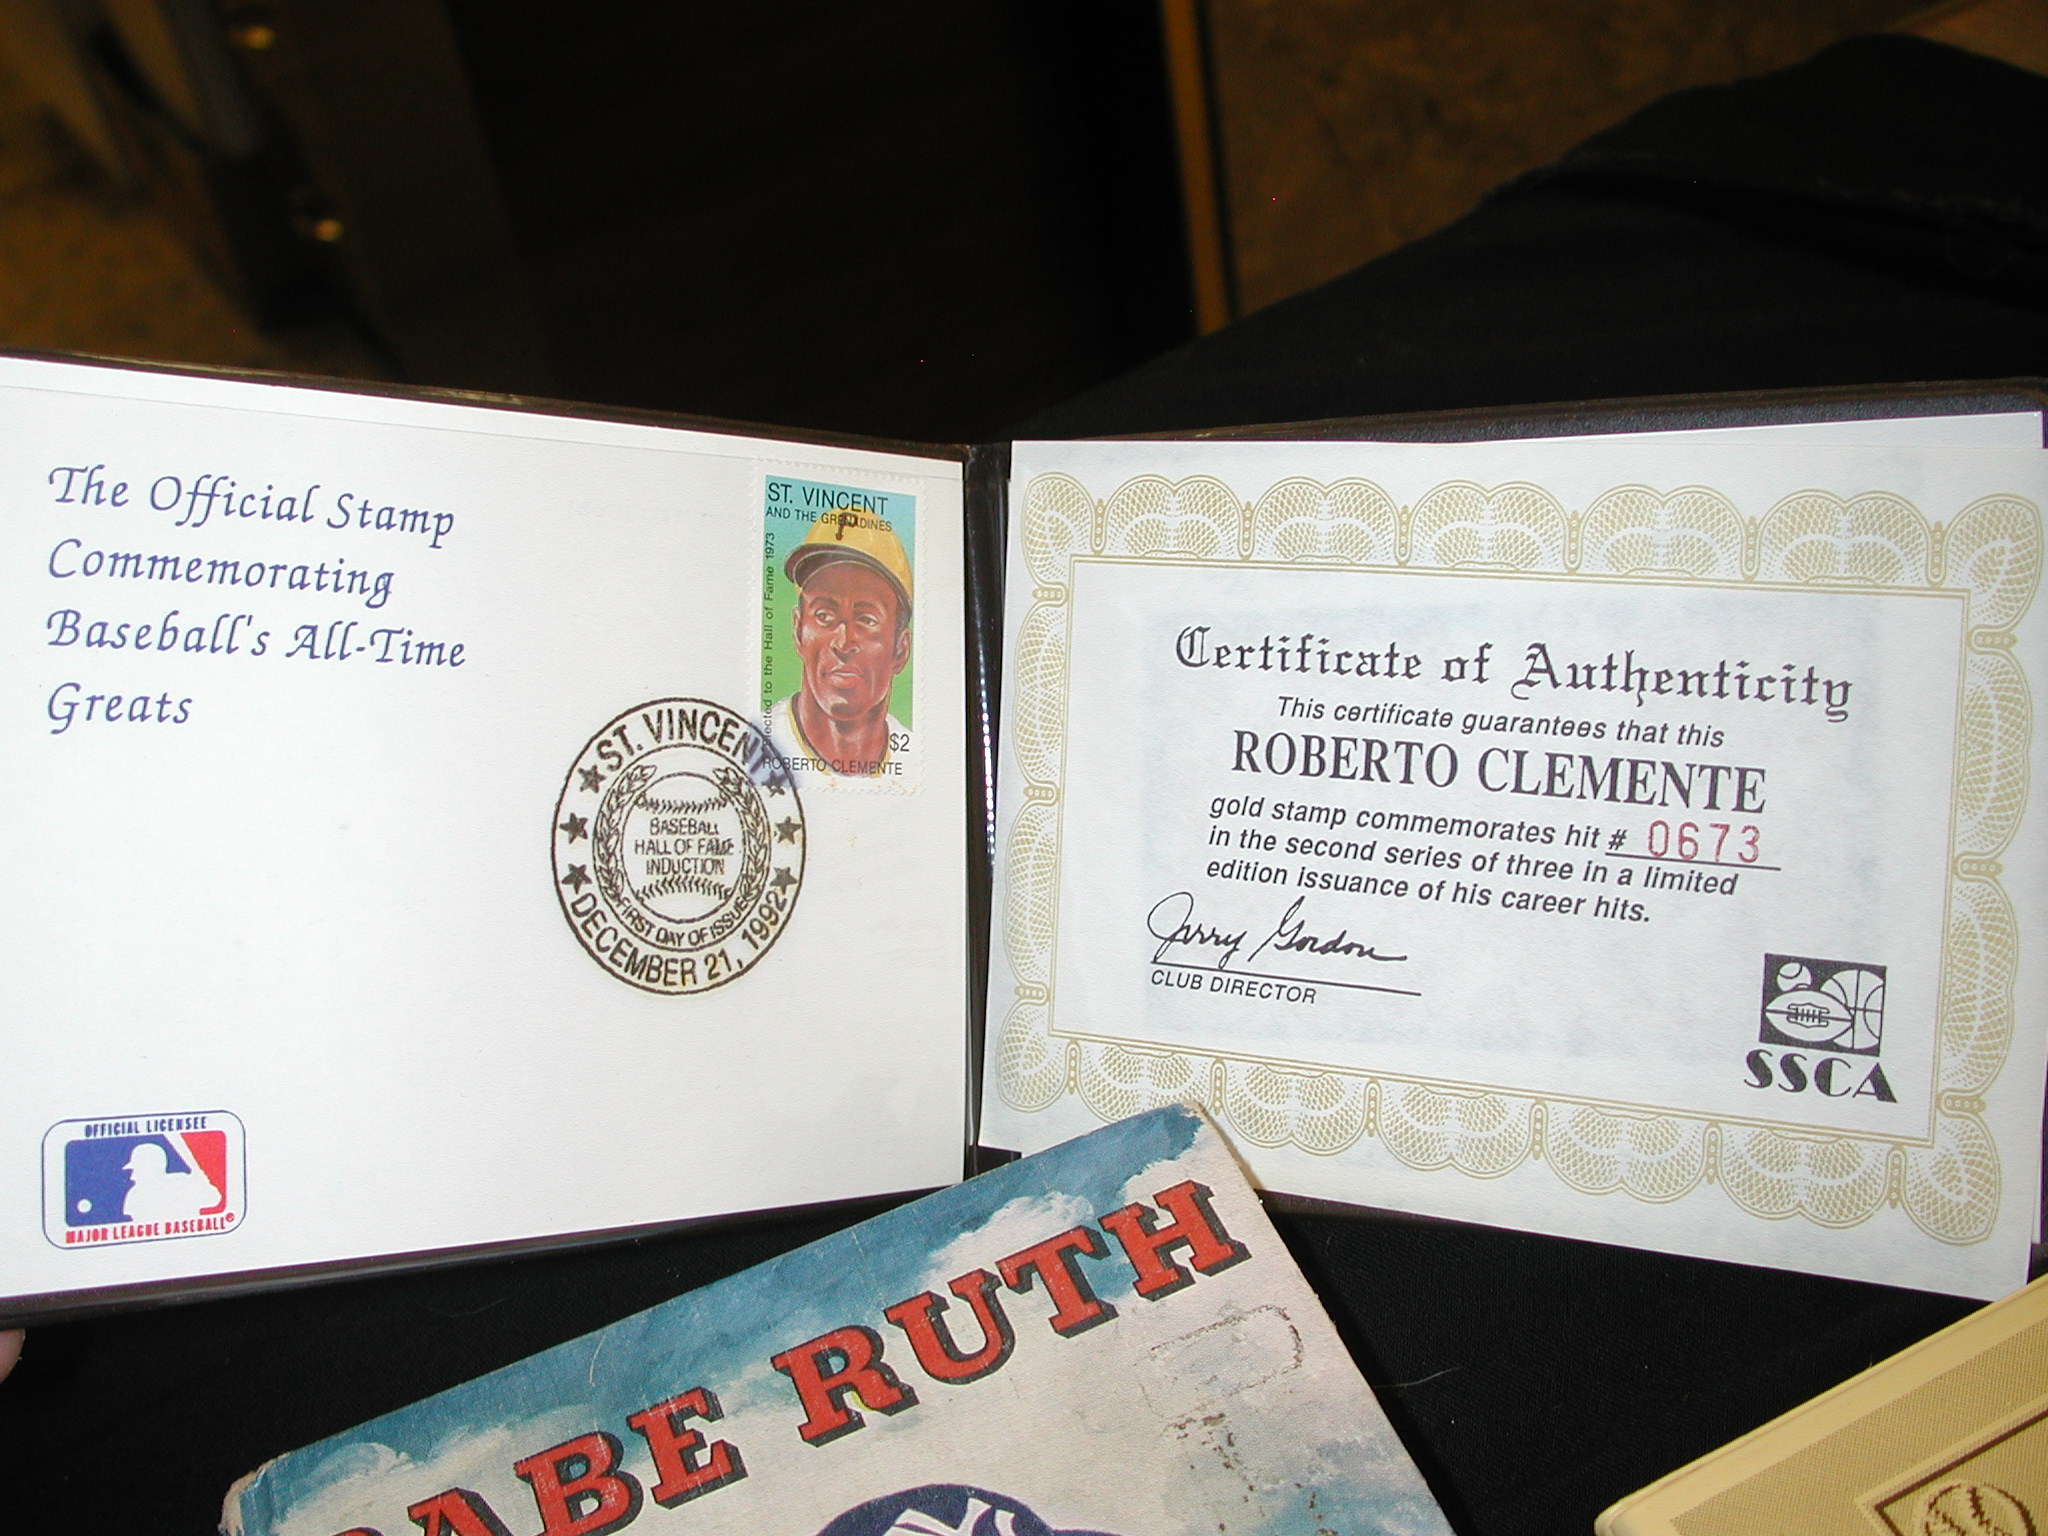 The Official Stamp
Commemorating
Baseball's All-Time
Greats
ST. VINCENT
AND THE GRENADINES
Elected to the Hall of Fame 1973
$2
ROBERTO CLEMENTE
ST. VINCENT
BASEBALL
HALL OF FAME
INDUCTION
FIRST DAY OF ISSUE
DECEMBER 21, 1992
OFFICIAL LICENSEE
MAJOR LEAGUE BASEBALL®
Certificate of Authenticity
This certificate guarantees that this
ROBERTO CLEMENTE
gold stamp commemorates hit # 0673
in the second series of three in a limited
edition issuance of his career hits.
Jerry Gordon
CLUB DIRECTOR
SSCA
BABE RUTH